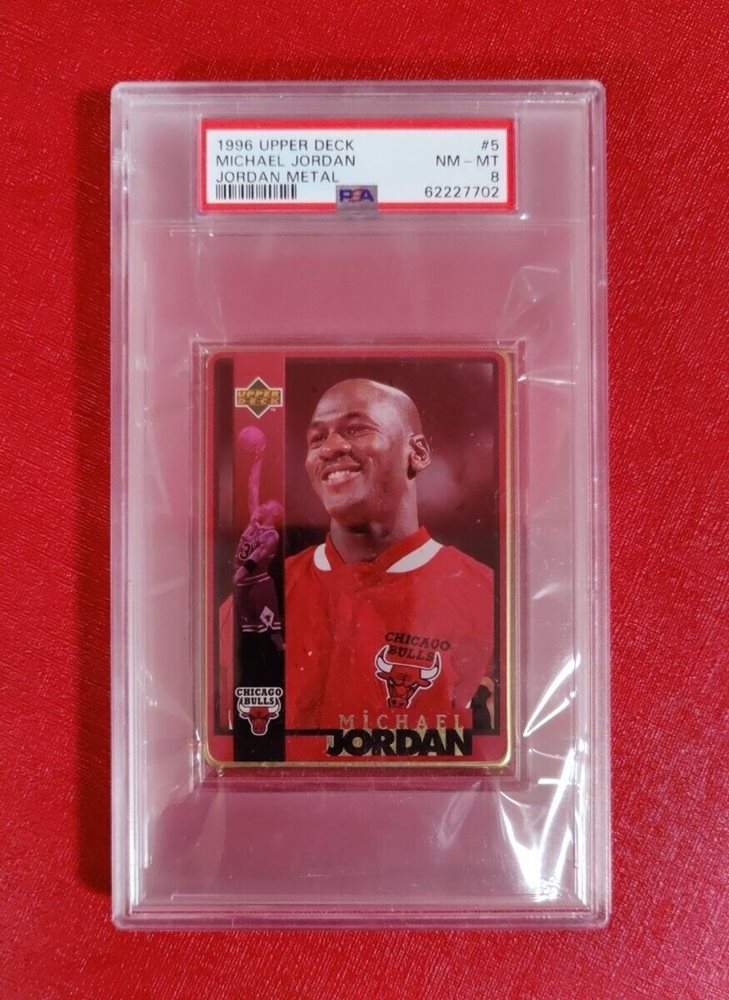 1996 UPPER DECK #5
MICHAEL JORDAN NM - MT
JORDAN METAL 8
PSA 62227702
UPPER
DECK
3
CHICAGO
BULLS
CHICAGO
BULLS
MICHAEL
JORDAN